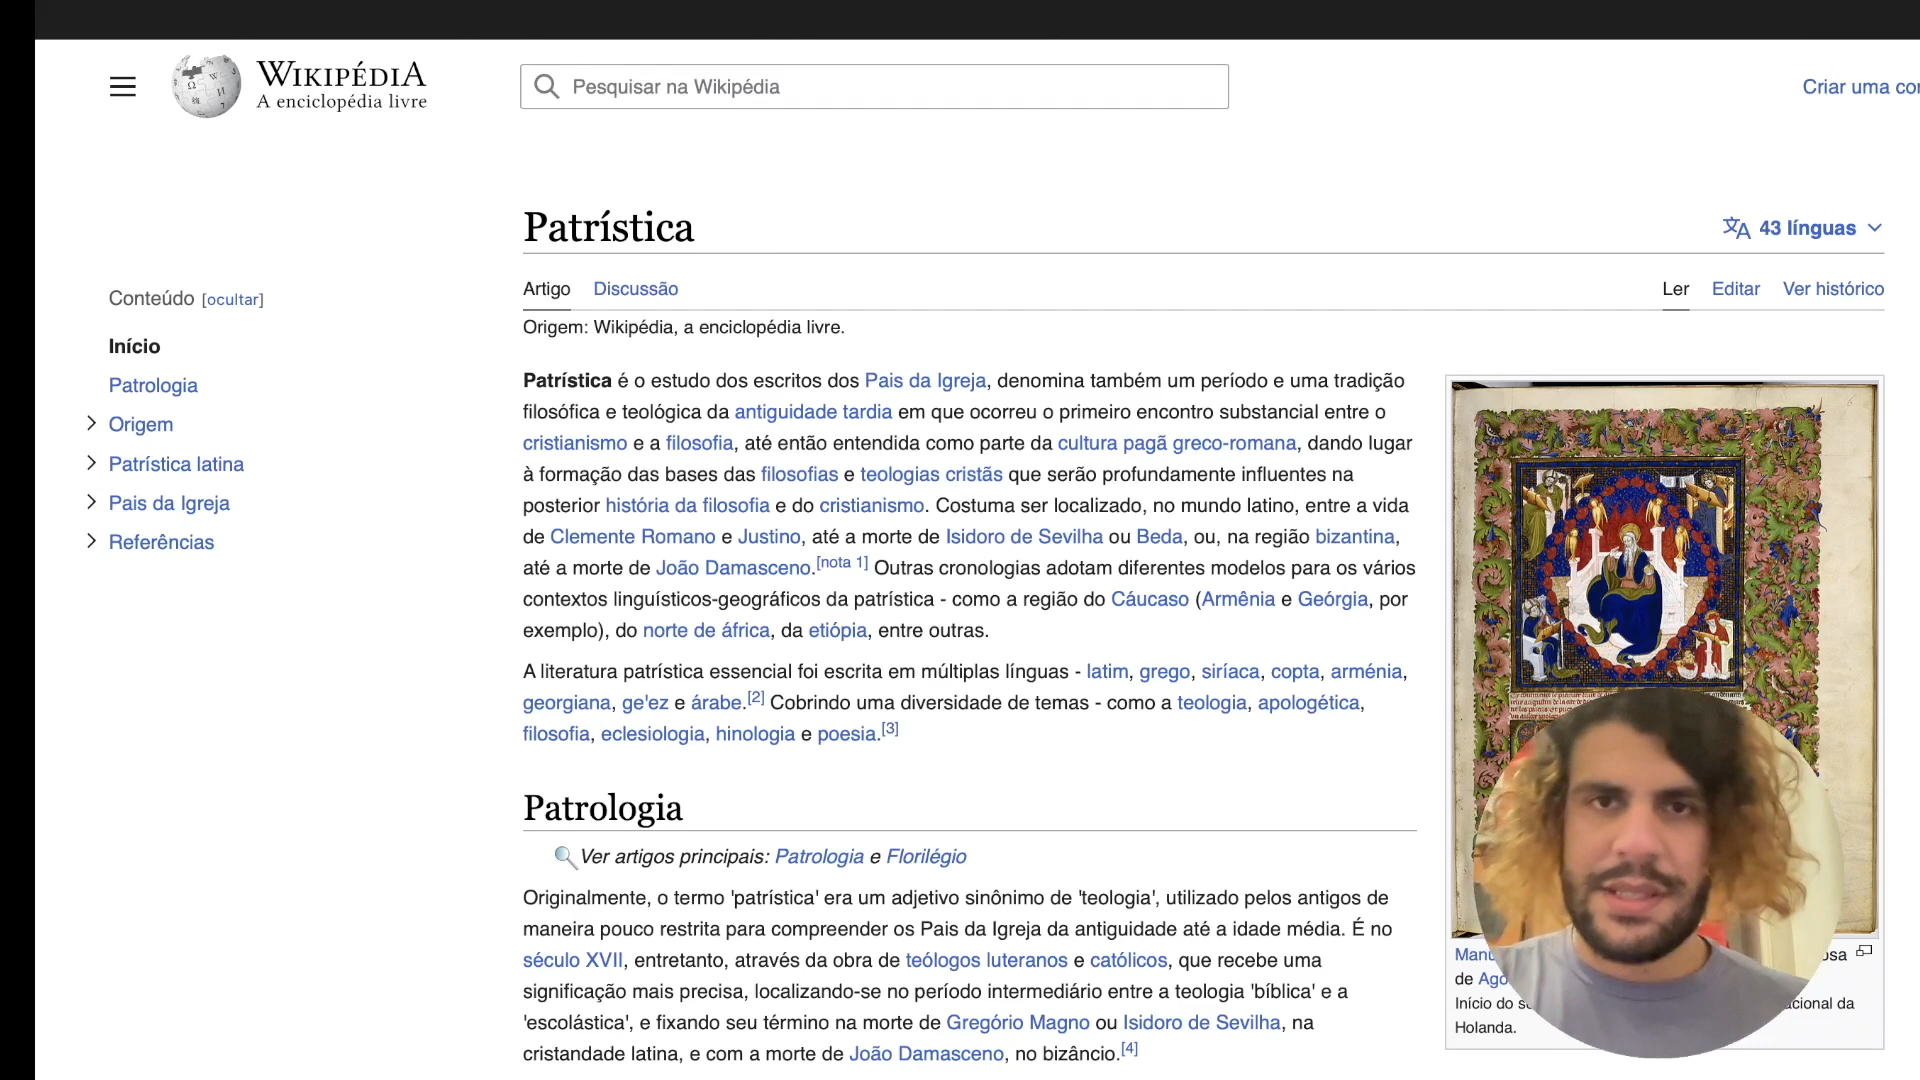 WIKIPÉDIA
A enciclopédia livre
Pesquisar na Wikipédia
Criar uma co
Patrística
43 línguas
Artigo Discussão
Ler Editar Ver histórico
Origem: Wikipédia, a enciclopédia livre.
Conteúdo [ocultar]
Início
Patrologia
Origem
Patrística latina
Pais da Igreja
Referências
Patrística é o estudo dos escritos dos Pais da Igreja, denomina também um período e uma tradição
filosófica e teológica da antiguidade tardia em que ocorreu o primeiro encontro substancial entre o
cristianismo e a filosofia, até então entendida como parte da cultura pagã greco-romana, dando lugar
à formação das bases das filosofias e teologias cristãs que serão profundamente influentes na
posterior história da filosofia e do cristianismo. Costuma ser localizado, no mundo latino, entre a vida
de Clemente Romano e Justino, até a morte de Isidoro de Sevilha ou Beda, ou, na região bizantina,
até a morte de João Damasceno.[nota 1] Outras cronologias adotam diferentes modelos para os vários
contextos linguísticos-geográficos da patrística - como a região do Cáucaso (Armênia e Geórgia, por
exemplo), do norte de áfrica, da etiópia, entre outras.
A literatura patrística essencial foi escrita em múltiplas línguas - latim, grego, siríaca, copta, arménia,
georgiana, ge'ez e árabe.[2] Cobrindo uma diversidade de temas - como a teologia, apologética,
filosofia, eclesiologia, hinologia e poesia.[3]
Patrologia
Ver artigos principais: Patrologia e Florilégio
Originalmente, o termo 'patrística' era um adjetivo sinônimo de 'teologia', utilizado pelos antigos de
maneira pouco restrita para compreender os Pais da Igreja da antiguidade até a idade média. É no
século XVII, entretanto, através da obra de teólogos luteranos e católicos, que recebe uma
significação mais precisa, localizando-se no período intermediário entre a teologia 'bíblica' e a
'escolástica', e fixando seu término na morte de Gregório Magno ou Isidoro de Sevilha, na
cristandade latina, e com a morte de João Damasceno, no bizâncio.[4]
Manu osa
de Ago
Início do s acional da
Holanda.